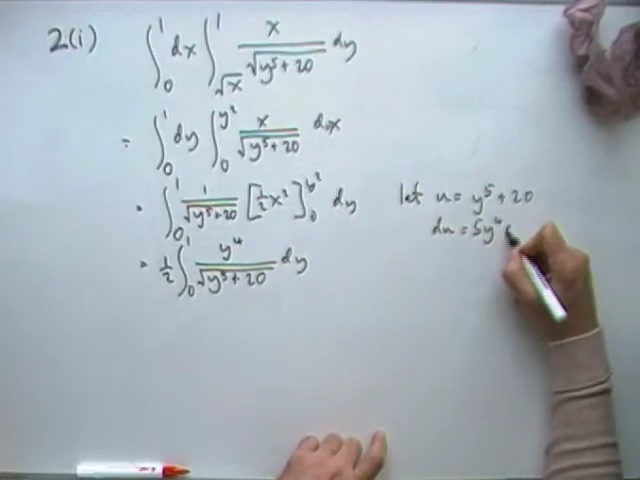 2(i) ∫₀¹ dx ∫_√x¹ x/√(y⁵ + 20) dy
= ∫₀¹ dy ∫₀^y² x/√(y⁵ + 20) dx
= ∫₀¹ 1/√(y⁵ + 20) [½x²]₀^y² dy
= ½ ∫₀¹ y⁴/√(y⁵ + 20) dy
let u = y⁵ + 20
du = 5y⁴